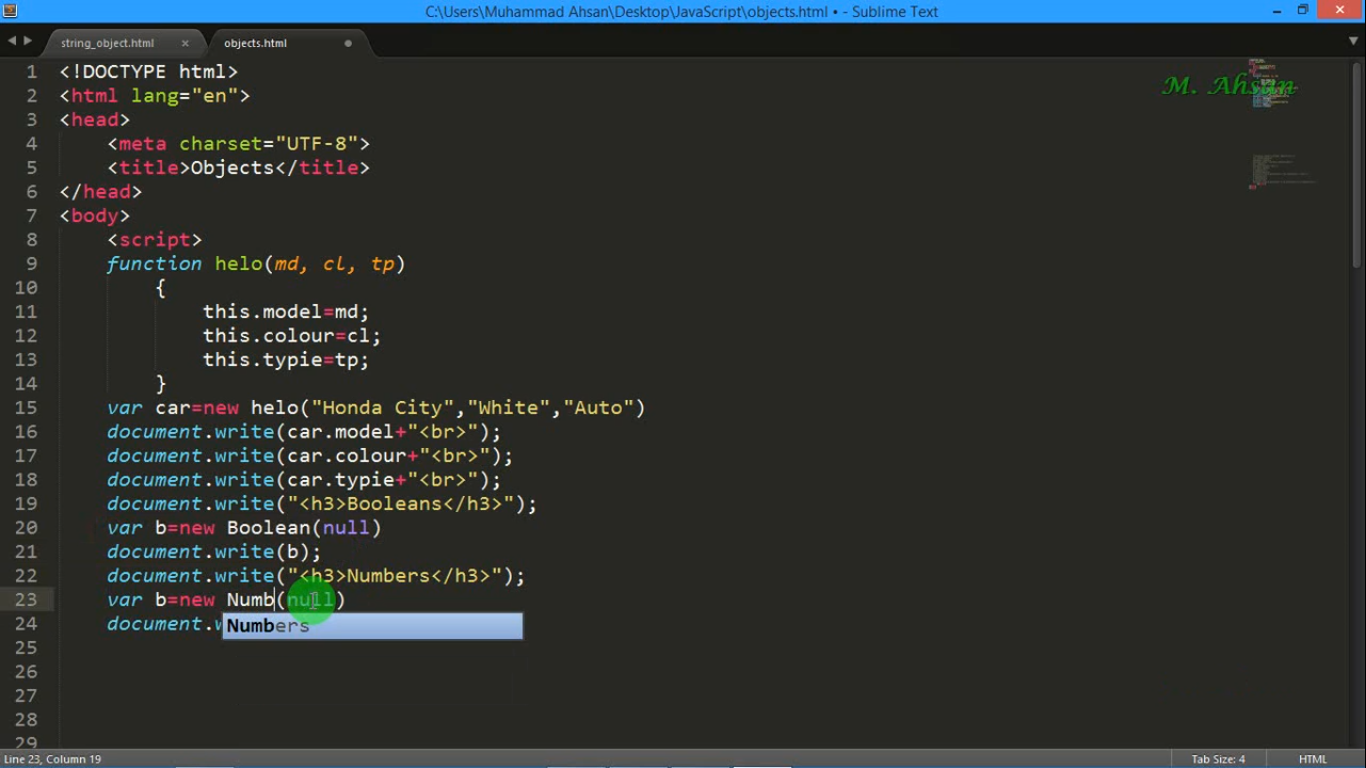 C:\Users\Muhammad Ahsan\Desktop\JavaScript\objects.html • - Sublime Text
string_object.html × objects.html
M. Ahsan
1 <!DOCTYPE html>
2 <html lang="en">
3 <head>
4 <meta charset="UTF-8">
5 <title>Objects</title>
6 </head>
7 <body>
8 <script>
9 function helo(md, cl, tp)
10 {
11 this.model=md;
12 this.colour=cl;
13 this.typie=tp;
14 }
15 var car=new helo("Honda City","White","Auto")
16 document.write(car.model+"<br>");
17 document.write(car.colour+"<br>");
18 document.write(car.typie+"<br>");
19 document.write("<h3>Booleans</h3>");
20 var b=new Boolean(null)
21 document.write(b);
22 document.write("<h3>Numbers</h3>");
23 var b=new Numb(null)
24 document.w
Numbers
25
26
27
28
29
Line 23, Column 19 Tab Size: 4 HTML